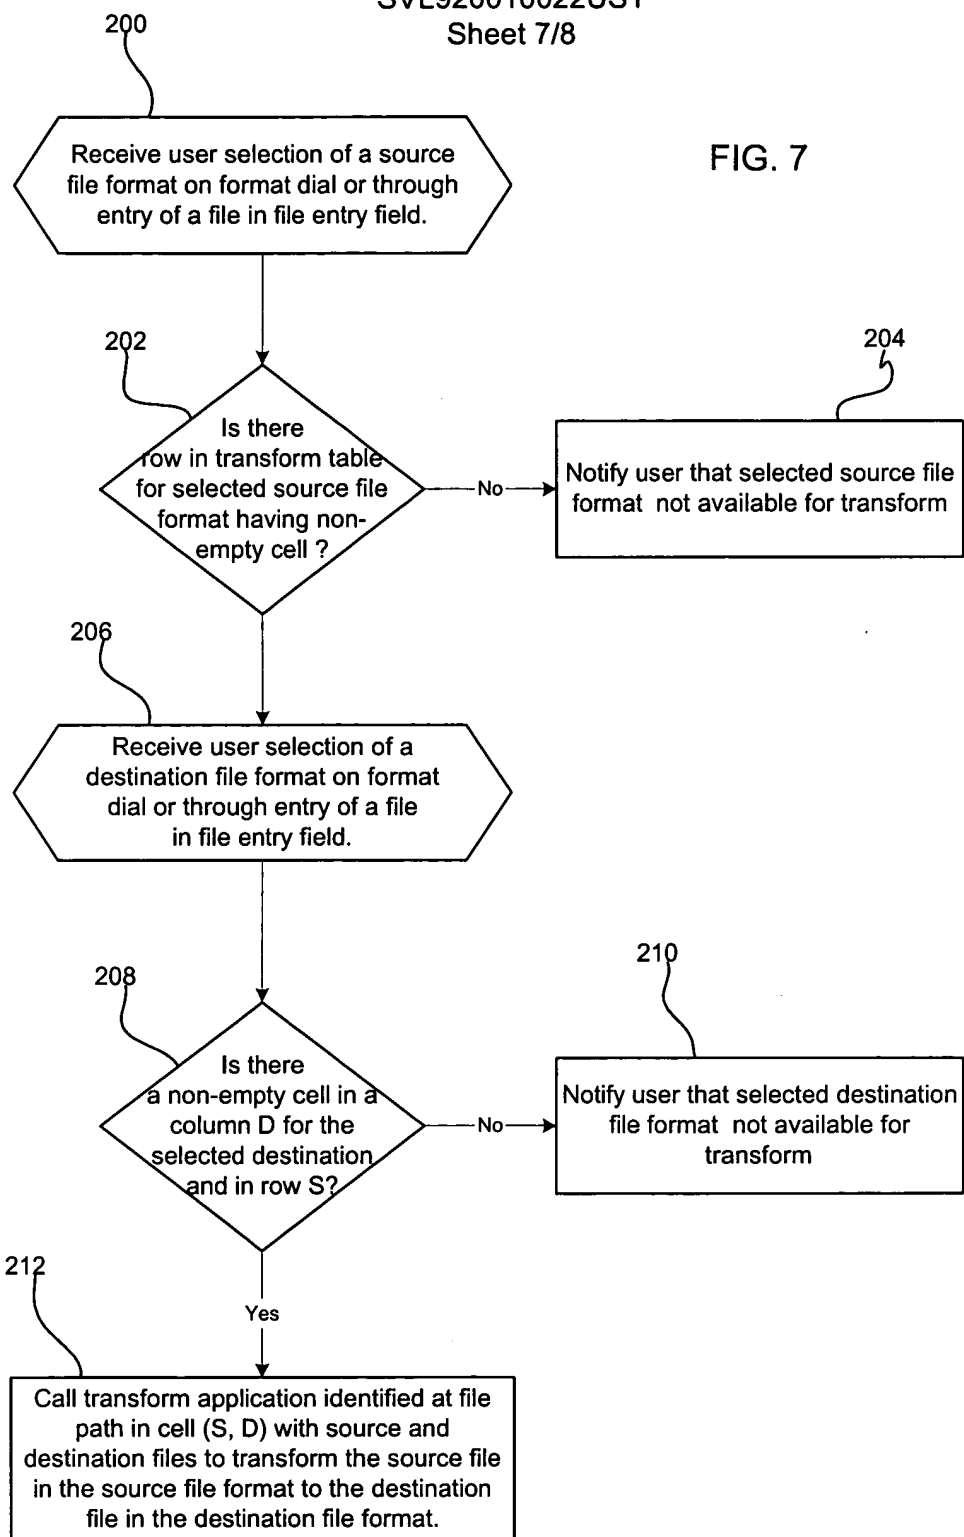 Sheet 7/8
200
FIG. 7
Receive user selection of a source
file format on format dial or through
entry of a file in file entry field.
202
204
Is there
row in transform table
for selected source file
format having non-
empty cell ?
No
Notify user that selected source file
format not available for transform
206
Receive user selection of a
destination file format on format
dial or through entry of a file
in file entry field.
208
210
Is there
a non-empty cell in a
column D for the
selected destination
and in row S?
No
Notify user that selected destination
file format not available for
transform
212
Yes
Call transform application identified at file
path in cell (S, D) with source and
destination files to transform the source file
in the source file format to the destination
file in the destination file format.